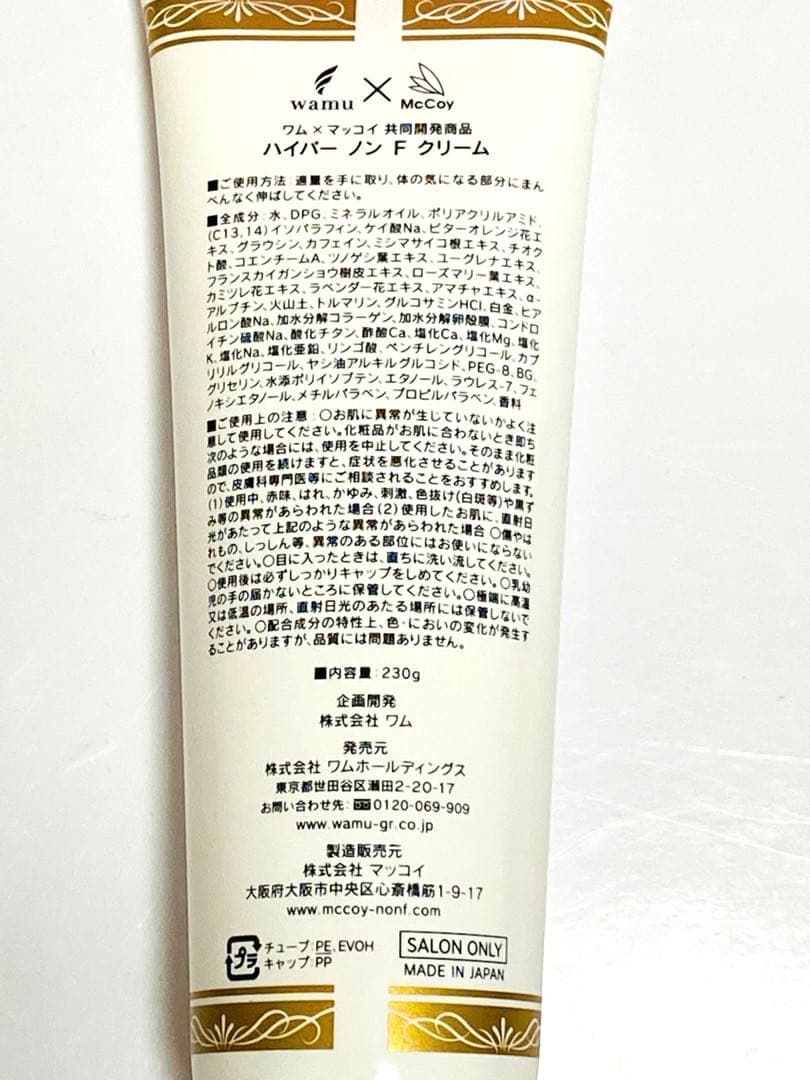 wamu × McCoy
ワム×マッコイ 共同開発商品
ハイパー ノン F クリーム
■ご使用方法:適量を手に取り、体の気になる部分にまん
べんなく伸ばしてください。
■全成分:水、DPG、ミネラルオイル、ポリアクリルアミド、
(C13,14)イソパラフィン、ケイ酸Na、ビターオレンジ花エ
キス、グラウシン、カフェイン、ミシマサイコ根エキス、チオク
ト酸、コエンチームA、ツノゲシ葉エキス、ユーグレナエキス、
フランスカイガンショウ樹皮エキス、ローズマリー葉エキス、
カミツレ花エキス、ラベンダー花エキス、アマチャエキス、α-
アルブチン、火山土、トルマリン、グルコサミンHCl、白金、ヒア
ルロン酸Na、加水分解コラーゲン、加水分解卵殻膜、コンドロ
イチン硫酸Na、酸化チタン、酢酸Ca、塩化Ca、塩化Mg、塩化
K、塩化Na、塩化亜鉛、リンゴ酸、ペンチレングリコール、カプ
リリルグリコール、ヤシ油アルキルグルコシド、PEG-8、BG、
グリセリン、水添ポリイソブテン、エタノール、ラウレス-7、フェ
ノキシエタノール、メチルパラベン、プロピルパラベン、香料
■ご使用上の注意:○お肌に異常が生じていないかよく注
意して使用してください。化粧品がお肌に合わないとき即ち
次のような場合には、使用を中止してください。そのまま化粧
品類の使用を続けますと、症状を悪化させることがあります
ので、皮膚科専門医等にご相談されることをおすすめします。
(1)使用中、赤味、はれ、かゆみ、刺激、色抜け(白斑等)や黒ず
み等の異常があらわれた場合(2)使用したお肌に、直射日
光があたって上記のような異常があらわれた場合 ○傷やは
れもの、しっしん等、異常のある部位にはお使いにならない
でください。○目に入ったときは、直ちに洗い流してください。
○使用後は必ずしっかりキャップをしめてください。○乳幼
児の手の届かないところに保管してください。○極端に高温
又は低温の場所、直射日光のあたる場所には保管しないで
ください。○配合成分の特性上、色・においの変化が発生す
ることがありますが、品質には問題ありません。
■内容量:230g
企画開発
株式会社 ワム
発売元
株式会社 ワムホールディングス
東京都世田谷区瀬田2-20-17
お問い合わせ先:0120-069-909
www.wamu-gr.co.jp
製造販売元
株式会社 マッコイ
大阪府大阪市中央区心斎橋筋1-9-17
www.mccoy-nonf.com
プラ チューブ:PE、EVOH
キャップ:PP
SALON ONLY
MADE IN JAPAN